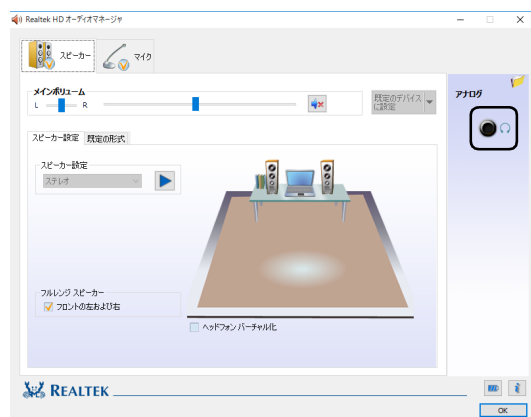 Realtek HD オーディオマネージャ
スピーカー
マイク
メインボリューム
L
R
既定のデバイス
に設定
アナログ
スピーカー設定
既定の形式
スピーカー設定
ステレオ
フルレンジ スピーカー
フロントの左および右
ヘッドフォン バーチャル化
REALTEK
OK